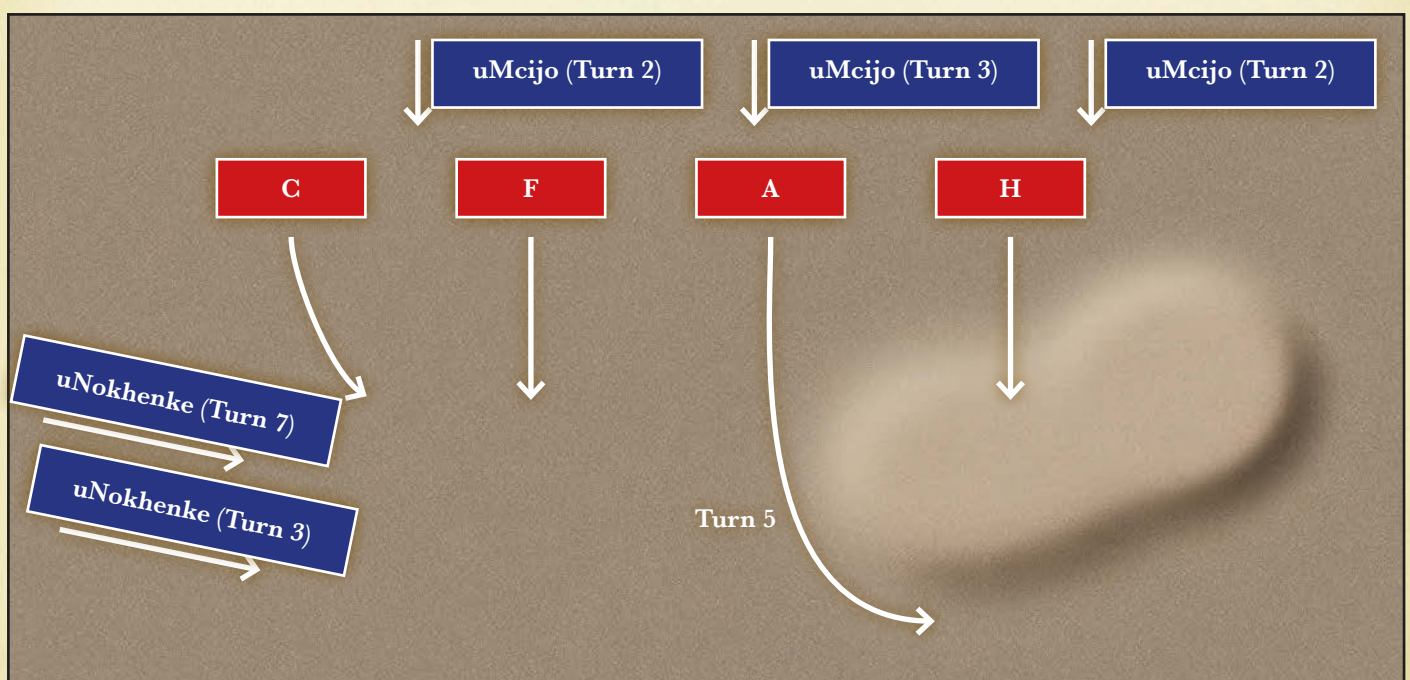 uMcijo (Turn 2)
uMcijo (Turn 3)
uMcijo (Turn 2)
C
F
A
H
uNokhenke (Turn 7)
uNokhenke (Turn 3)
Turn 5